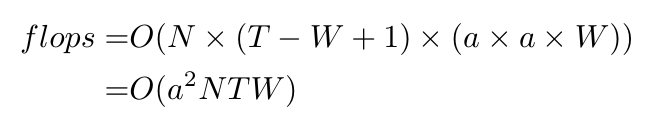 flops =O(N × (T − W + 1) × (a × a × W))
=O(a²NTW)